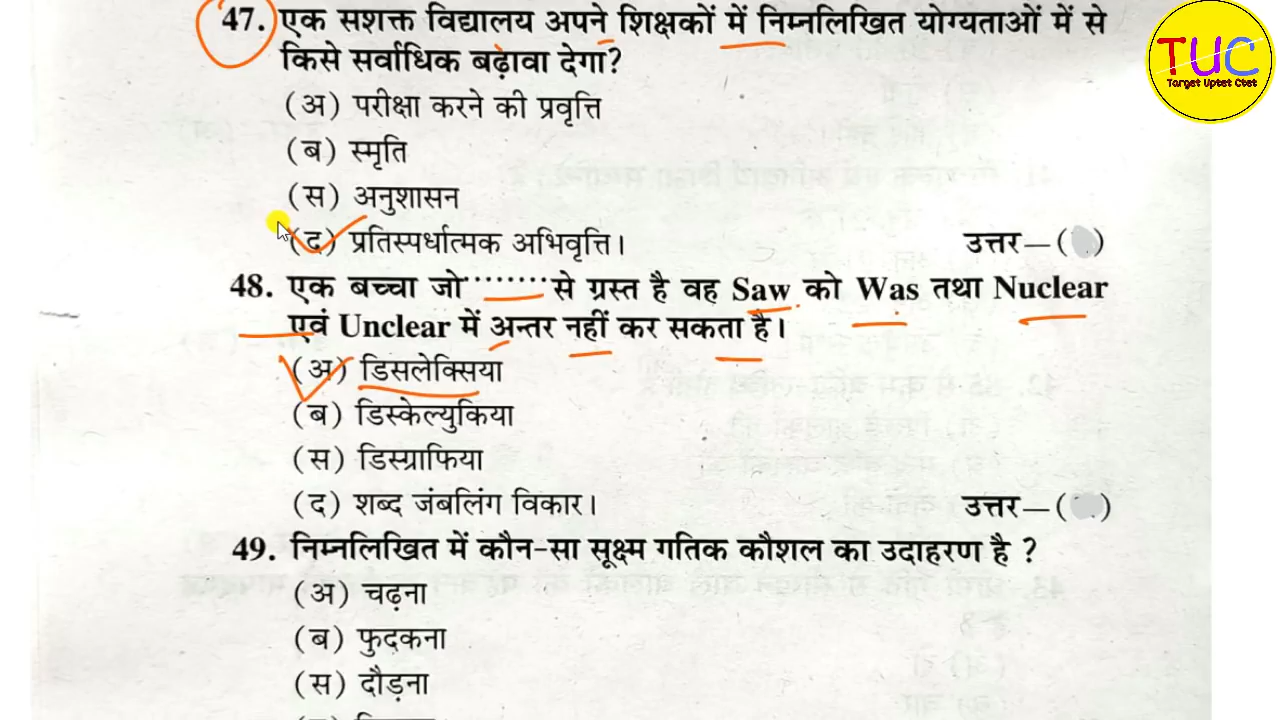 47. एक सशक्त विद्यालय अपने शिक्षकों में निम्नलिखित योग्यताओं में से
किसे सर्वाधिक बढ़ावा देगा?
(अ) परीक्षा करने की प्रवृत्ति
(ब) स्मृति
(स) अनुशासन
(द) प्रतिस्पर्धात्मक अभिवृत्ति। उत्तर–( )
48. एक बच्चा जो ········ से ग्रस्त है वह Saw को Was तथा Nuclear
एवं Unclear में अन्तर नहीं कर सकता है।
(अ) डिसलेक्सिया
(ब) डिस्केल्युकिया
(स) डिसग्राफिया
(द) शब्द जंबलिंग विकार। उत्तर–( )
49. निम्नलिखित में कौन-सा सूक्ष्म गतिक कौशल का उदाहरण है ?
(अ) चढ़ना
(ब) फुदकना
(स) दौड़ना
TUC
Target Uptet Ctet